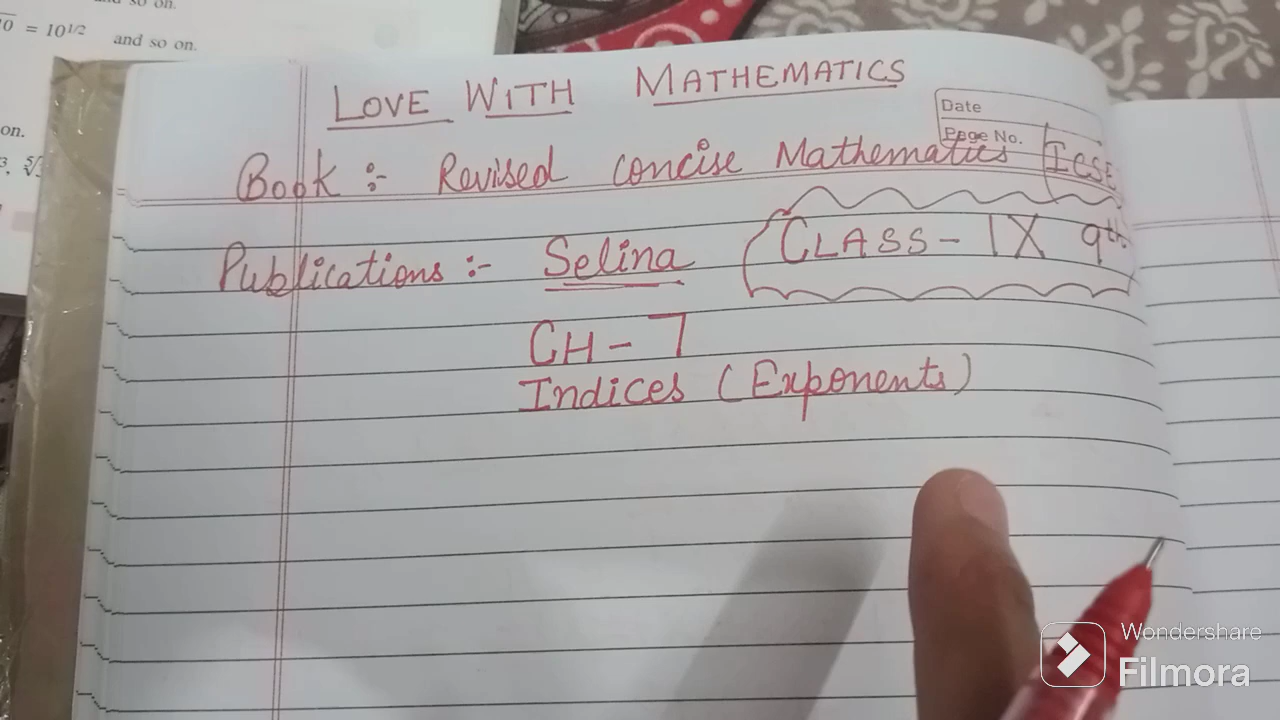 and so on.
= 10^{1/2} and so on.
on.
LOVE WITH MATHEMATICS
Date
Page No.
Book :- Revised concise Mathematics ICSE
Publications :- Selina CLASS - IX 9th
CH - 7
Indices (Exponents)
Wondershare
Filmora